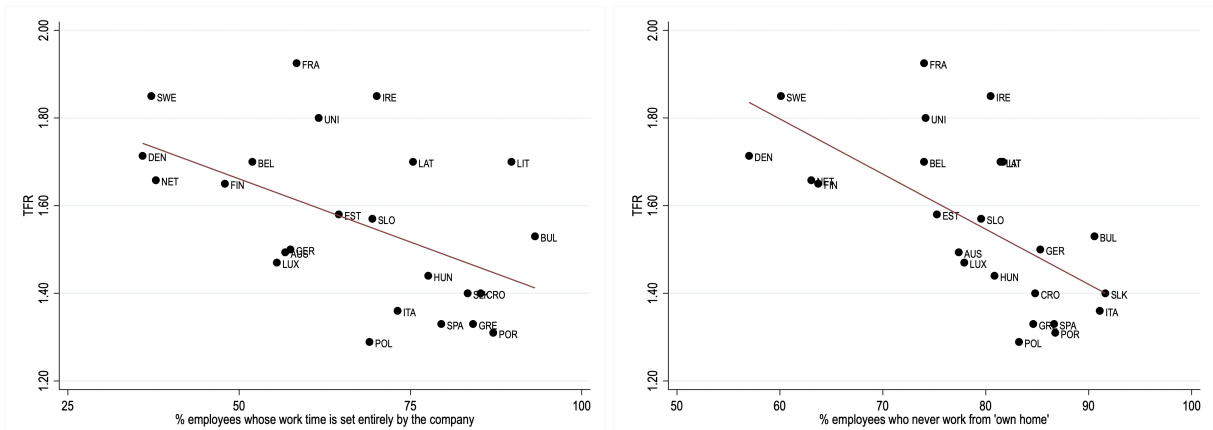 2.00
1.80
1.60
1.40
1.20
TFR
FRA
SWE
IRE
UNI
DEN
BEL
LAT
LIT
NET
FIN
EST
SLO
BUL
GER
AUS
LUX
HUN
CRO
ITA
SPA
GRE
POR
POL
25
50
75
100
% employees whose work time is set entirely by the company
2.00
1.80
1.60
1.40
1.20
TFR
FRA
SWE
IRE
UNI
DEN
BEL
LAT
NET
FIN
EST
SLO
BUL
GER
AUS
LUX
HUN
CRO
SLK
ITA
SPA
POR
POL
50
60
70
80
90
100
% employees who never work from 'own home'